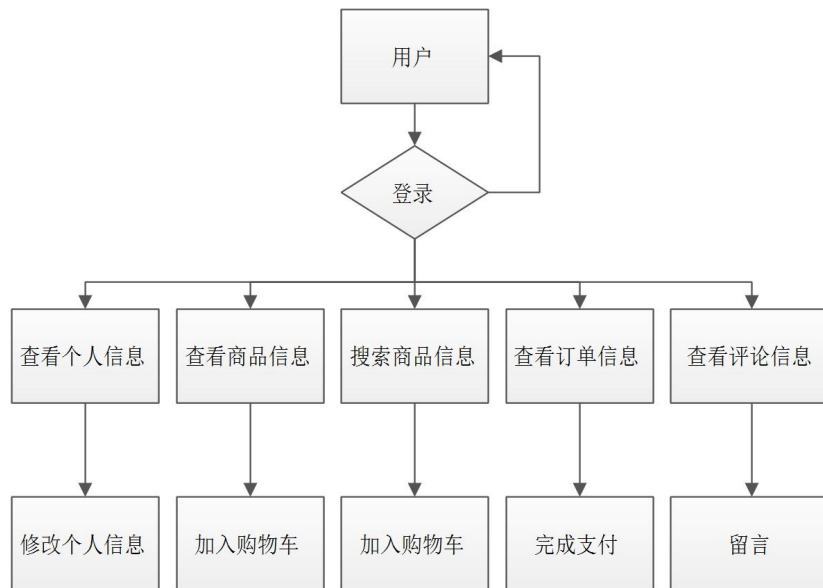 用户
登录
查看个人信息
查看商品信息
搜索商品信息
查看订单信息
查看评论信息
修改个人信息
加入购物车
加入购物车
完成支付
留言